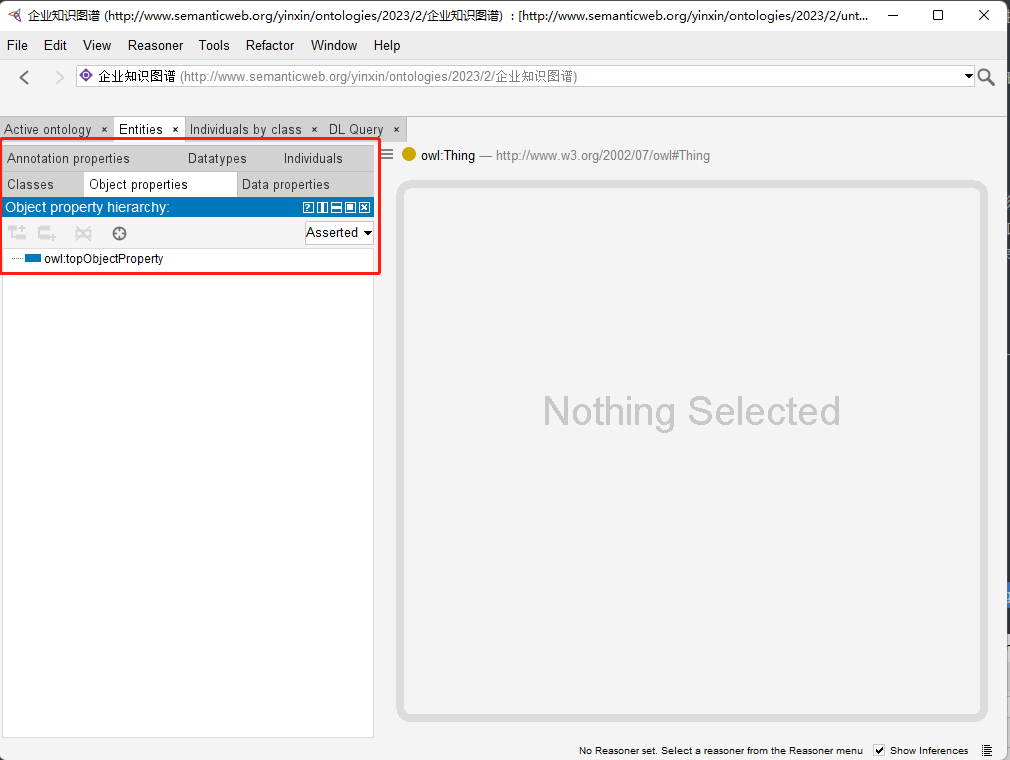 企业知识图谱 (http://www.semanticweb.org/yinxin/ontologies/2023/2/企业知识图谱) : [http://www.semanticweb.org/yinxin/ontologies/2023/2/unt...
File Edit View Reasoner Tools Refactor Window Help
企业知识图谱 (http://www.semanticweb.org/yinxin/ontologies/2023/2/企业知识图谱)
Active ontology × Entities × Individuals by class × DL Query ×
Annotation properties Datatypes Individuals
owl:Thing — http://www.w3.org/2002/07/owl#Thing
Classes Object properties Data properties
Object property hierarchy:
Asserted
owl:topObjectProperty
Nothing Selected
No Reasoner set. Select a reasoner from the Reasoner menu Show Inferences